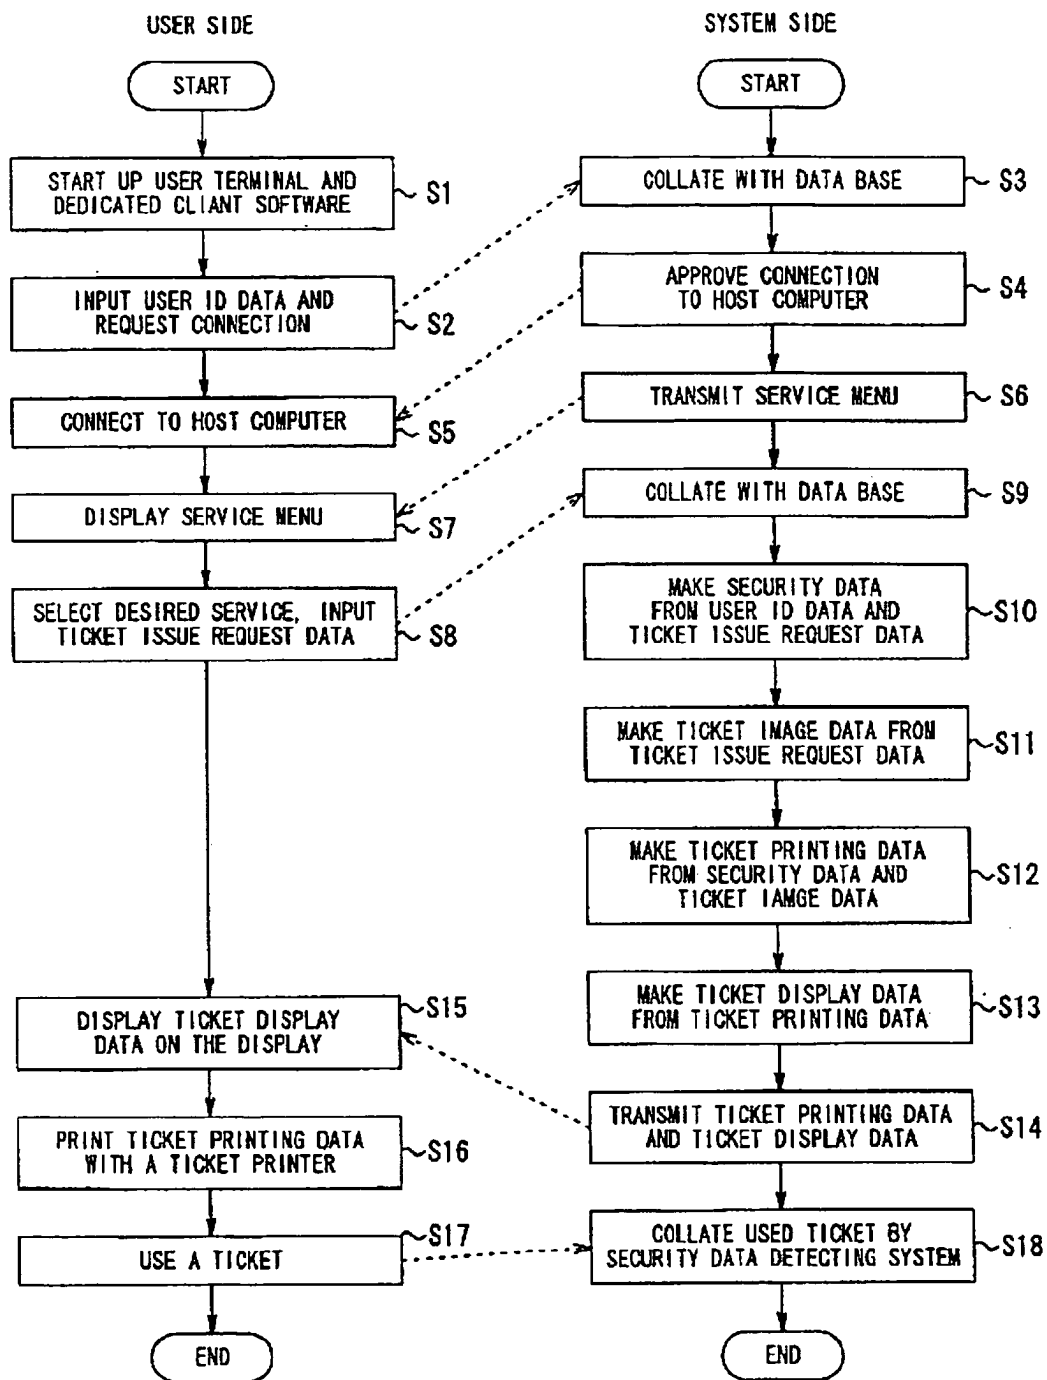 USER SIDE
START
START UP USER TERMINAL AND
DEDICATED CLIANT SOFTWARE
S1
INPUT USER ID DATA AND
REQUEST CONNECTION
S2
CONNECT TO HOST COMPUTER
S5
DISPLAY SERVICE MENU
S7
SELECT DESIRED SERVICE, INPUT
TICKET ISSUE REQUEST DATA
S8
DISPLAY TICKET DISPLAY
DATA ON THE DISPLAY
S15
PRINT TICKET PRINTING DATA
WITH A TICKET PRINTER
S16
USE A TICKET
S17
END
SYSTEM SIDE
START
COLLATE WITH DATA BASE
S3
APPROVE CONNECTION
TO HOST COMPUTER
S4
TRANSMIT SERVICE MENU
S6
COLLATE WITH DATA BASE
S9
MAKE SECURITY DATA
FROM USER ID DATA AND
TICKET ISSUE REQUEST DATA
S10
MAKE TICKET IMAGE DATA FROM
TICKET ISSUE REQUEST DATA
S11
MAKE TICKET PRINTING DATA
FROM SECURITY DATA AND
TICKET IAMGE DATA
S12
MAKE TICKET DISPLAY DATA
FROM TICKET PRINTING DATA
S13
TRANSMIT TICKET PRINTING DATA
AND TICKET DISPLAY DATA
S14
COLLATE USED TICKET BY
SECURITY DATA DETECTING SYSTEM
S18
END